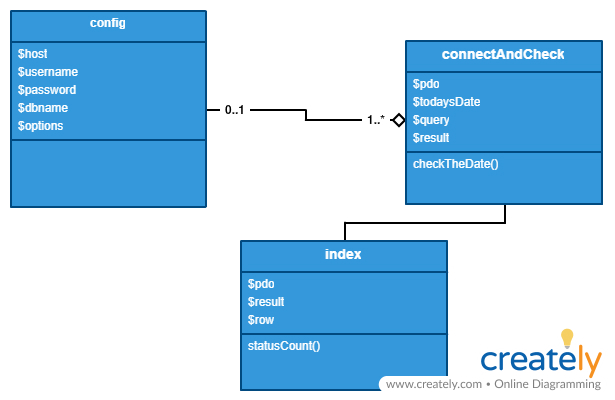 config
$host
$username
$password
$dbname
$options
0..1
1..*
connectAndCheck
$pdo
$todaysDate
$query
$result
checkTheDate()
index
$pdo
$result
$row
statusCount()
creately
www.creately.com • Online Diagramming